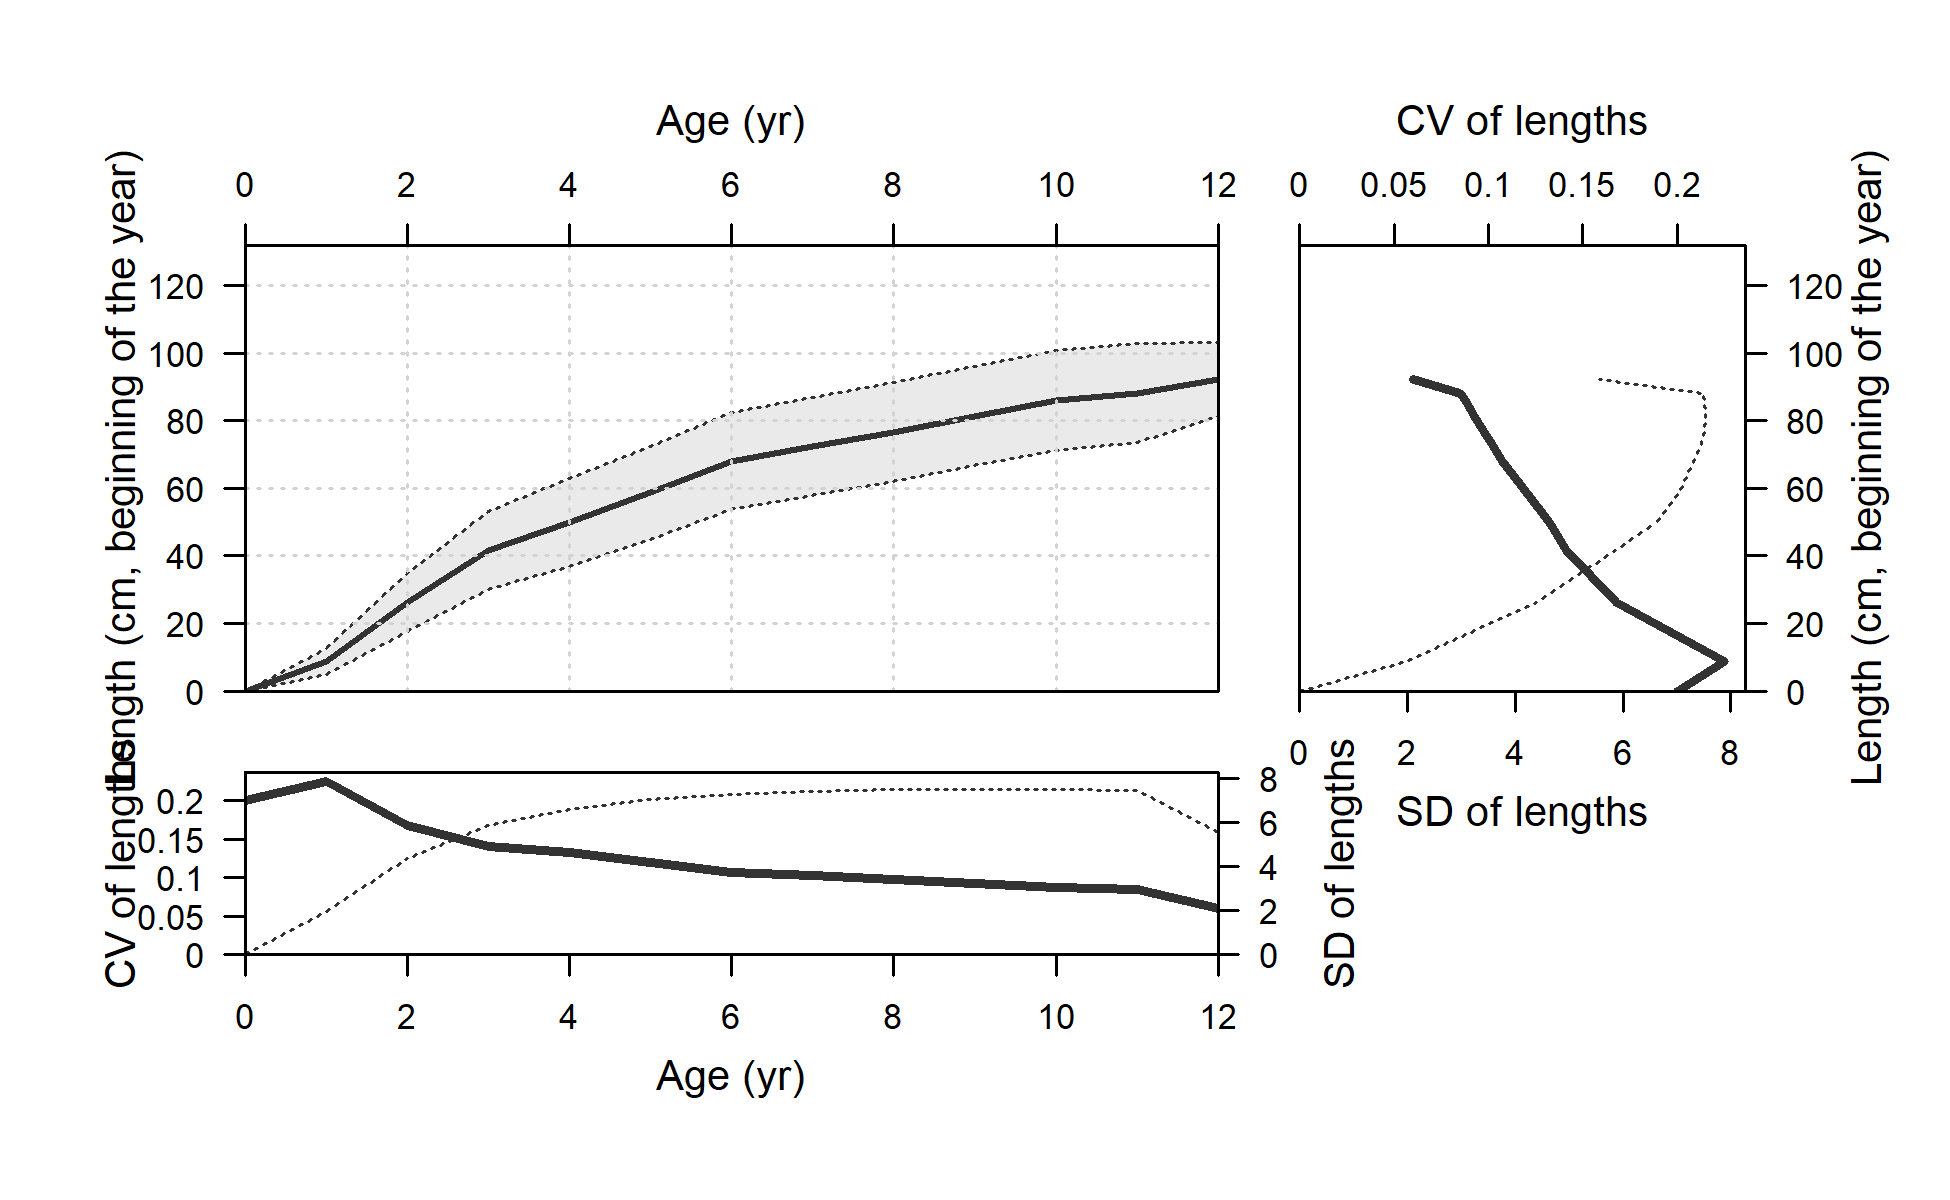 Age (yr)
CV of lengths
0 2 4 6 8 10 12
0 0.05 0.1 0.15 0.2
Length (cm, beginning of the year)
120
100
80
60
40
20
0
120
100
80
60
40
20
0
Length (cm, beginning of the year)
0 2 4 6 8
SD of lengths
CV of lengths
0.2
0.15
0.1
0.05
0
8
6
4
2
0
SD of lengths
0 2 4 6 8 10 12
Age (yr)